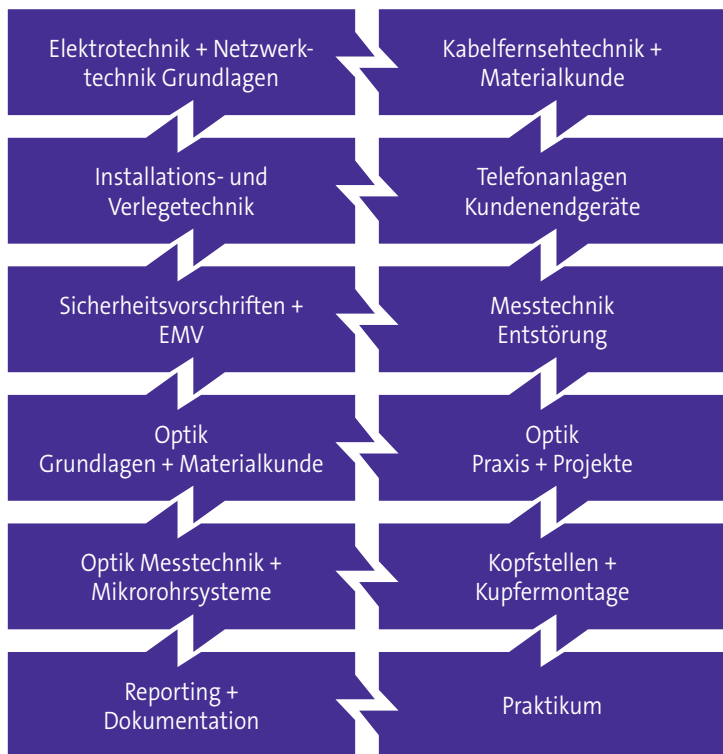 Elektrotechnik + Netzwerk-
technik Grundlagen
Kabelfernsehtechnik +
Materialkunde
Installations- und
Verlegetechnik
Telefonanlagen
Kundenendgeräte
Sicherheitsvorschriften +
EMV
Messtechnik
Entstörung
Optik
Grundlagen + Materialkunde
Optik
Praxis + Projekte
Optik Messtechnik +
Mikrorohrsysteme
Kopfstellen +
Kupfermontage
Reporting +
Dokumentation
Praktikum